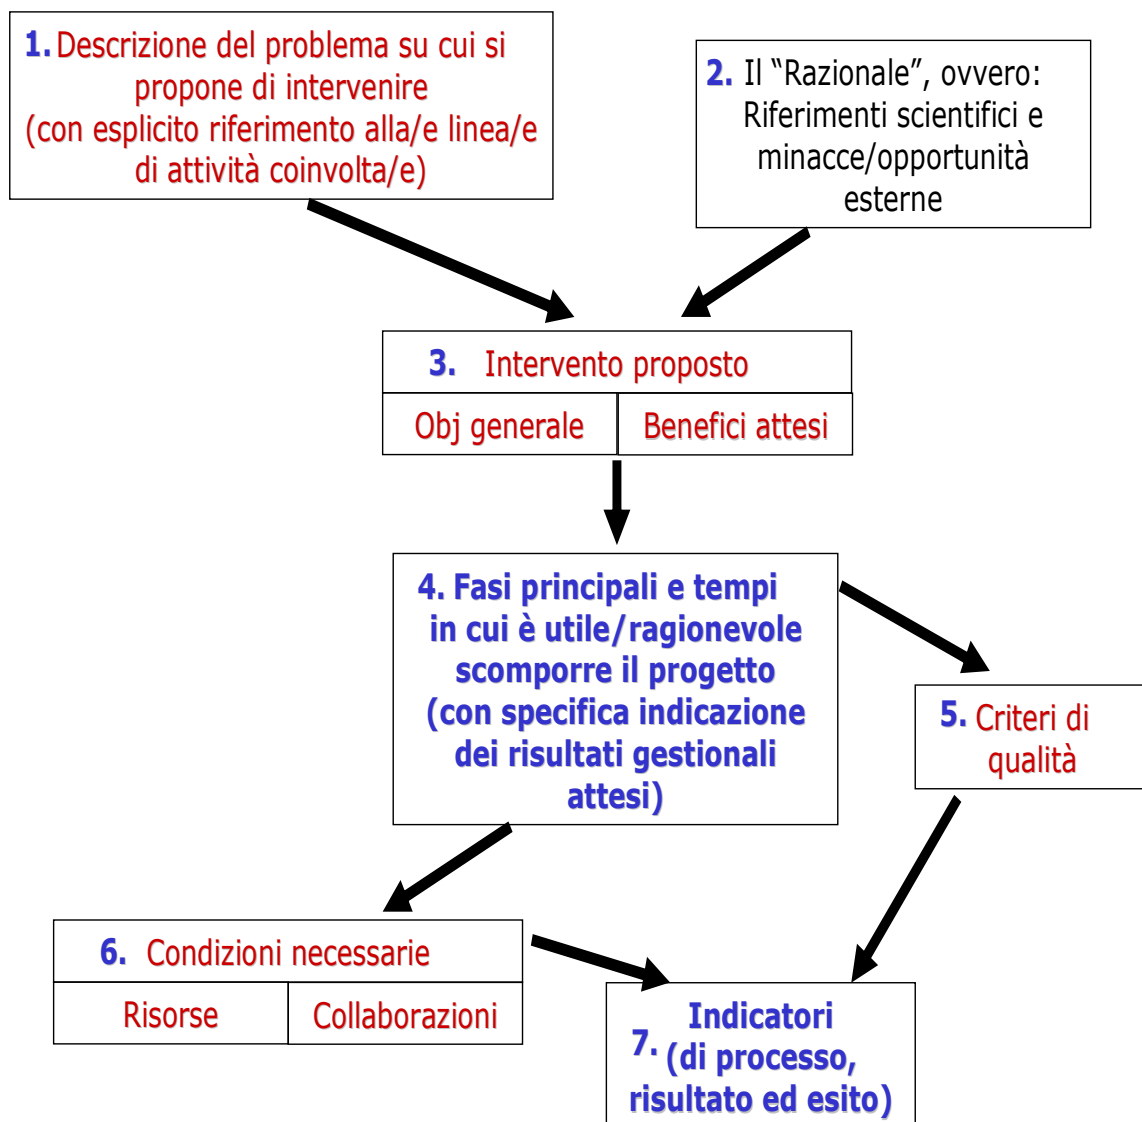 1. Descrizione del problema su cui si
propone di intervenire
(con esplicito riferimento alla/e linea/e
di attività coinvolta/e)
2. Il “Razionale”, ovvero:
Riferimenti scientifici e
minacce/opportunità
esterne
3. Intervento proposto
Obj generale
Benefici attesi
4. Fasi principali e tempi
in cui è utile/ragionevole
scomporre il progetto
(con specifica indicazione
dei risultati gestionali
attesi)
5. Criteri di
qualità
6. Condizioni necessarie
Risorse
Collaborazioni
Indicatori
7. (di processo,
risultato ed esito)